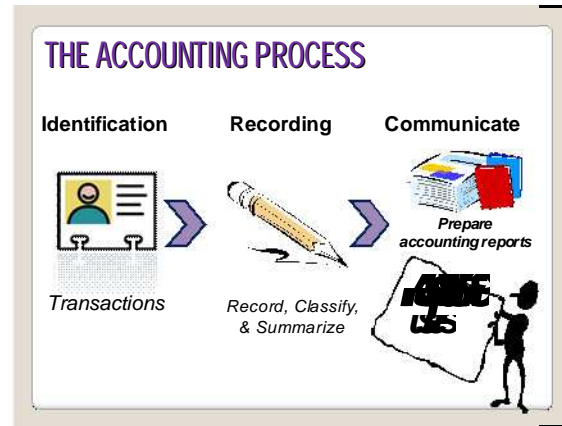 THE ACCOUNTING PROCESS
Identification
Recording
Communicate
Prepare
accounting reports
Transactions
Record, Classify,
& Summarize